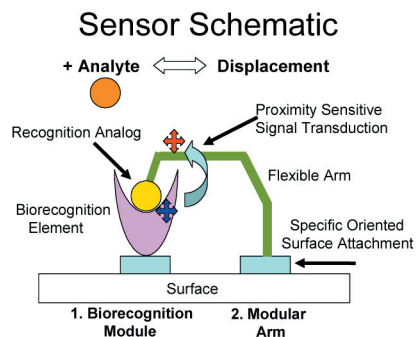 Sensor Schematic
+ Analyte
Displacement
Proximity Sensitive
Signal Transduction
Recognition Analog
Flexible Arm
Biorecognition
Element
Specific Oriented
Surface Attachment
Surface
1. Biorecognition
Module
2. Modular
Arm